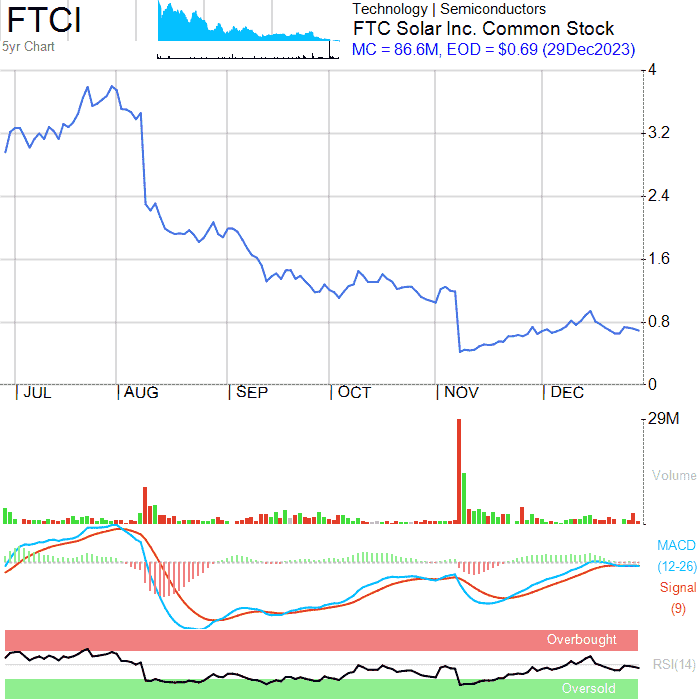 FTCI
5yr Chart
Technology | Semiconductors
FTC Solar Inc. Common Stock
MC = 86.6M, EOD = $0.69 (29Dec2023)
4
3.2
2.4
1.6
0.8
0
JUL AUG SEP OCT NOV DEC
29M
Volume
MACD
(12-26)
Signal
(9)
Overbought
RSI(14)
Oversold